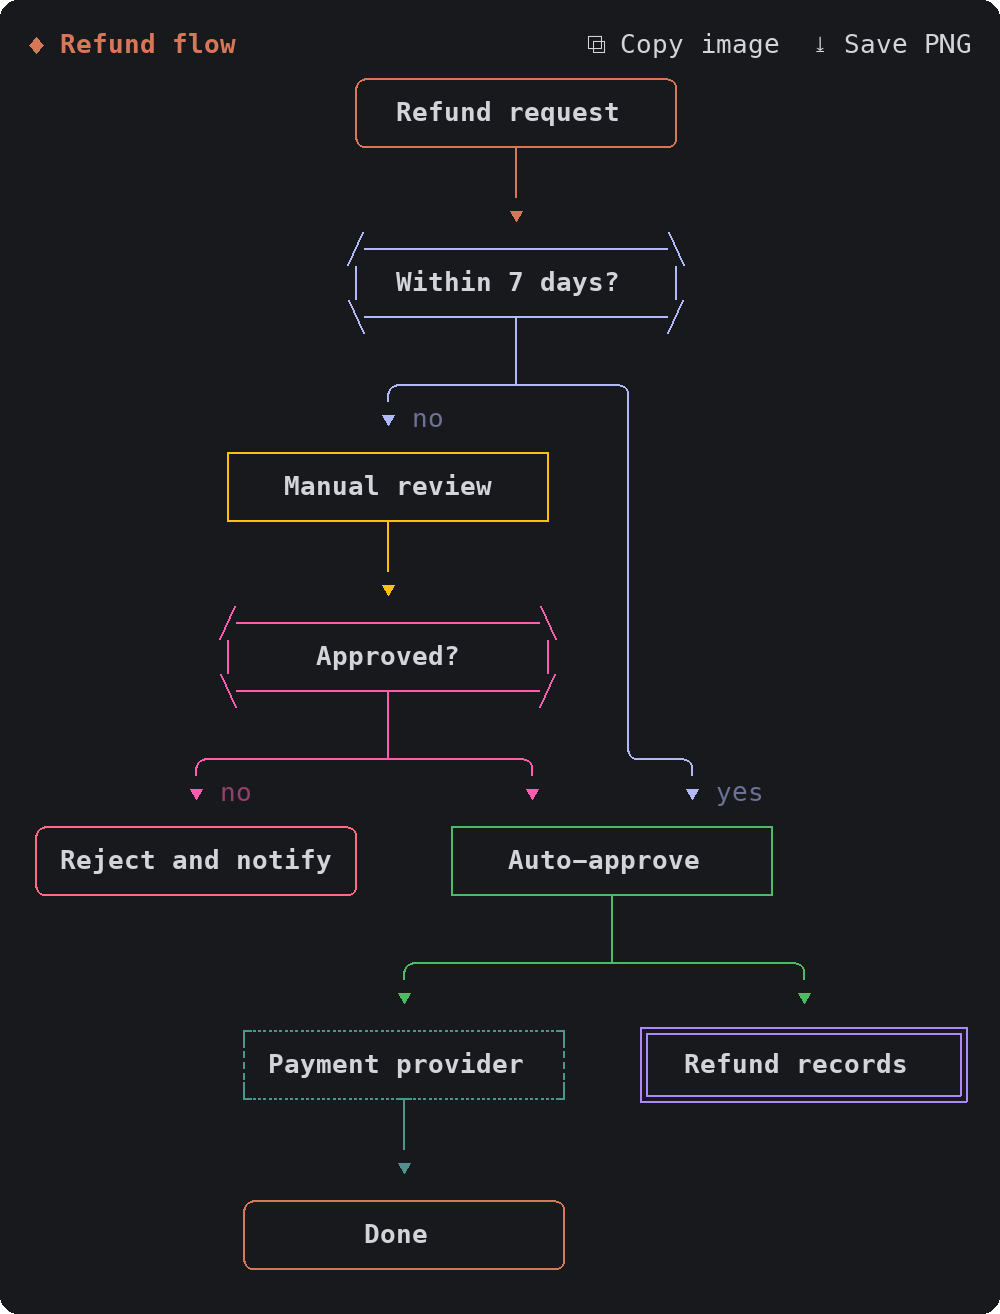 ♦ Refund flow
Copy image
⤓ Save PNG
Refund request
Within 7 days?
no
Manual review
Approved?
no
yes
Reject and notify
Auto–approve
Payment provider
Refund records
Done